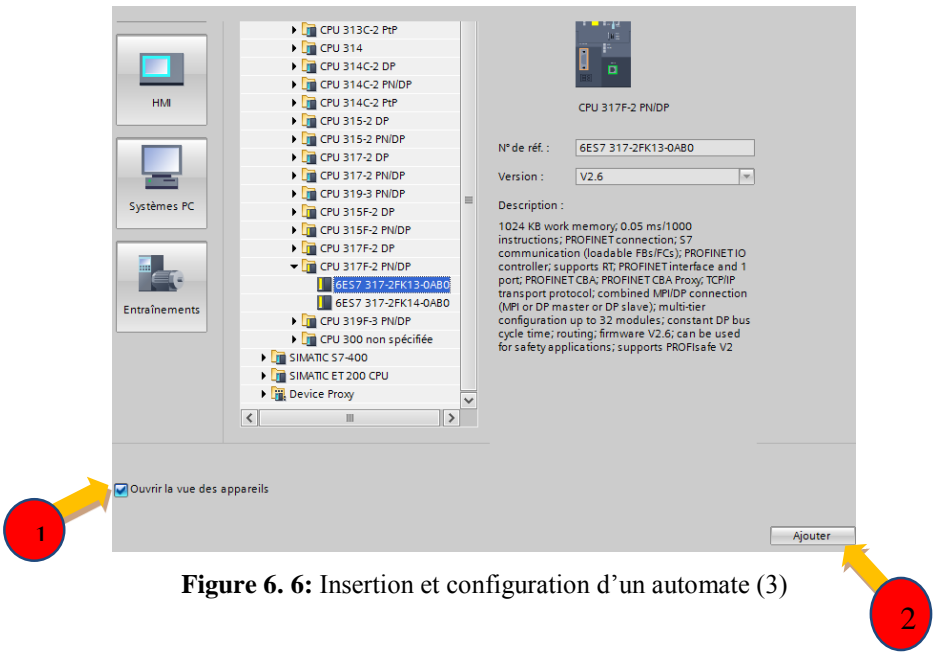 CPU 313C-2 PtP
CPU 314
CPU 314C-2 DP
CPU 314C-2 PN/DP
CPU 314C-2 PtP
CPU 315-2 DP
CPU 315-2 PN/DP
CPU 317-2 DP
CPU 317-2 PN/DP
CPU 319-3 PN/DP
CPU 315F-2 DP
CPU 315F-2 PN/DP
CPU 317F-2 DP
CPU 317F-2 PN/DP
6ES7 317-2FK13-0AB0
6ES7 317-2FK14-0AB0
CPU 319F-3 PN/DP
CPU 300 non spécifiée
SIMATIC S7-400
SIMATIC ET 200 CPU
Device Proxy
HMI
Systèmes PC
Entraînements
CPU 317F-2 PN/DP
N° de réf. :
6ES7 317-2FK13-0AB0
Version :
V2.6
Description :
1024 KB work memory; 0.05 ms/1000
instructions; PROFINET connection; S7
communication (loadable FBs/FCs); PROFINET IO
controller; supports RT; PROFINET interface and 1
port; PROFINET CBA; PROFINET CBA Proxy; TCP/IP
transport protocol; combined MPI/DP connection
(MPI or DP master or DP slave); multi-tier
configuration up to 32 modules; constant DP bus
cycle time; routing; firmware V2.6; can be used
for safety applications; supports PROFIsafe V2
Ouvrir la vue des appareils
1
Ajouter
2
Figure 6. 6: Insertion et configuration d’un automate (3)